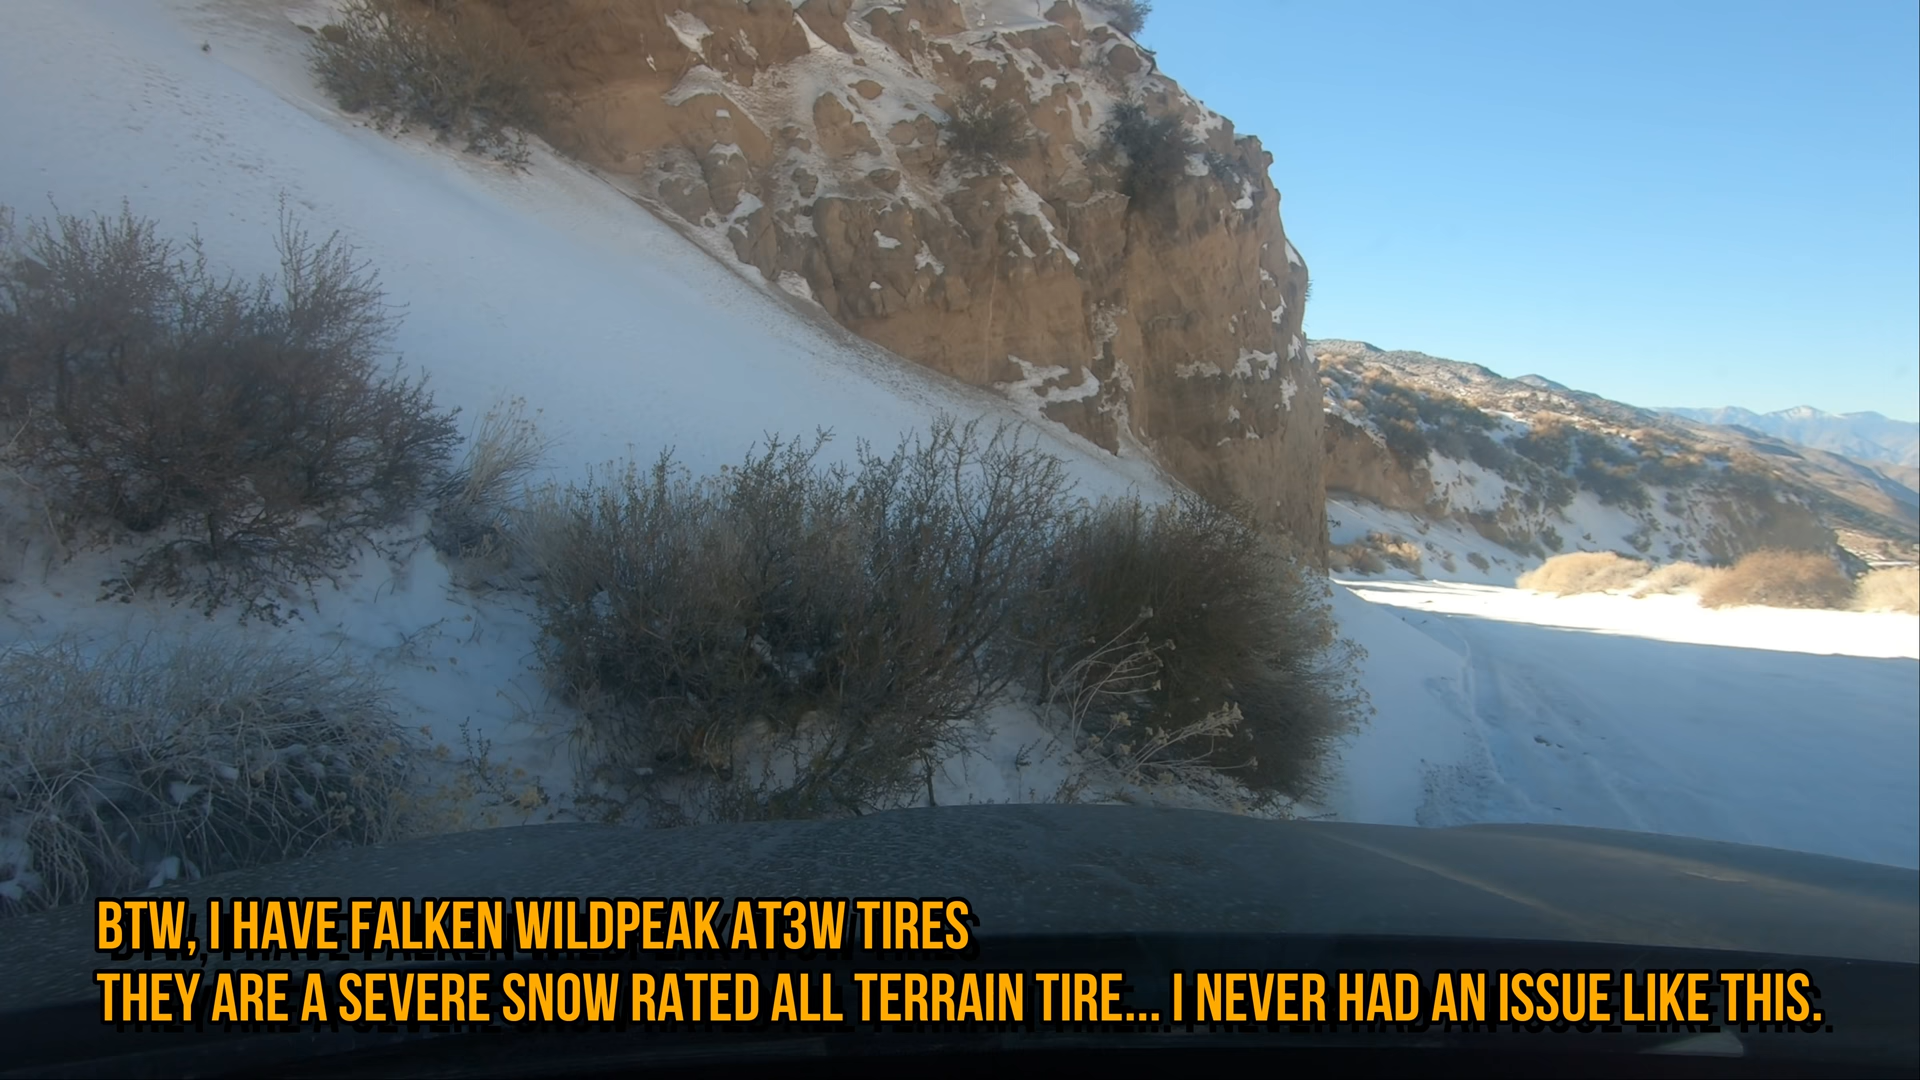 BTW, I HAVE FALKEN WILDPEAK AT3W TIRES
THEY ARE A SEVERE SNOW RATED ALL TERRAIN TIRE... I NEVER HAD AN ISSUE LIKE THIS.